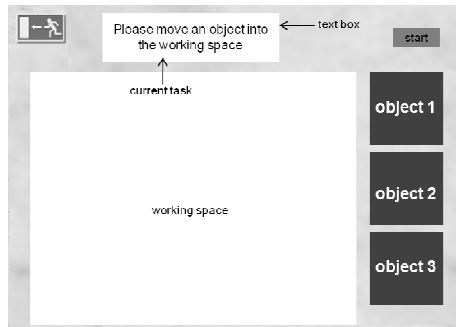 Please move an object into
the working space
text box
start
current task
object 1
working space
object 2
object 3